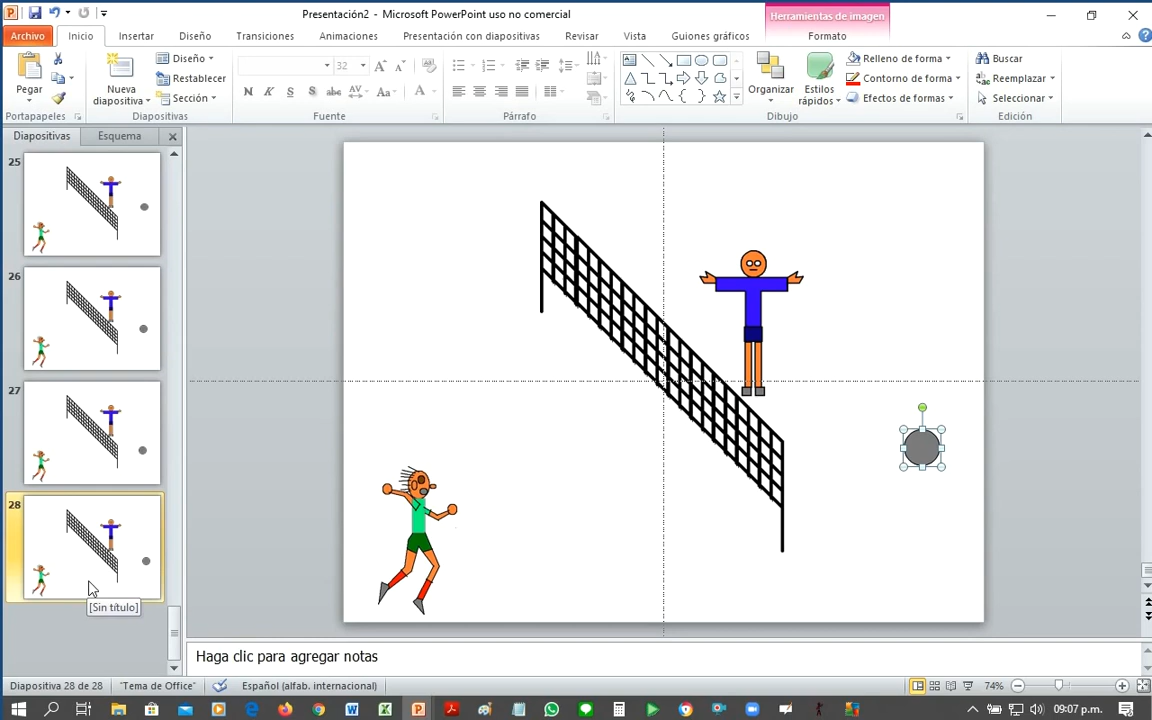 Presentación2 - Microsoft PowerPoint uso no comercial
Herramientas de imagen
Archivo Inicio Insertar Diseño Transiciones Animaciones Presentación con diapositivas Revisar Vista Guiones gráficos Formato
Pegar
Portapapeles
Nueva diapositiva
Diseño
Restablecer
Sección
Diapositivas
32
N K S S abc AV Aa A
Fuente
Párrafo
Organizar
Estilos rápidos
Relleno de forma
Contorno de forma
Efectos de formas
Dibujo
Buscar
Reemplazar
Seleccionar
Edición
Diapositivas Esquema
25
26
27
28
[Sin título]
Haga clic para agregar notas
Diapositiva 28 de 28 "Tema de Office" Español (alfab. internacional) 74%
09:07 p.m.